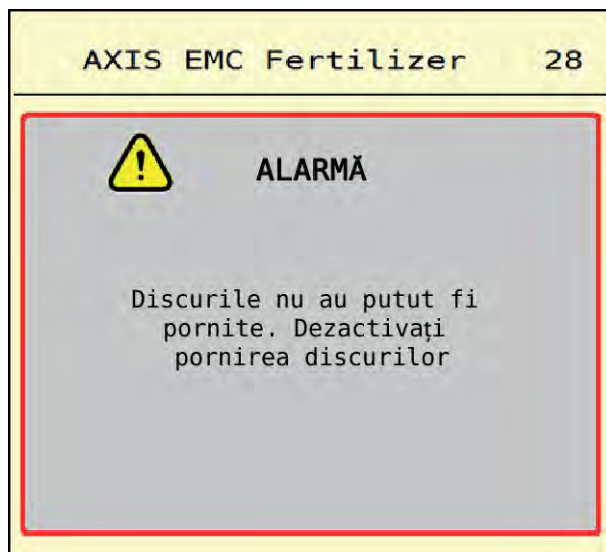 AXIS EMC Fertilizer 28
ALARMĂ
Discurile nu au putut fi
pornite. Dezactivați
pornirea discurilor